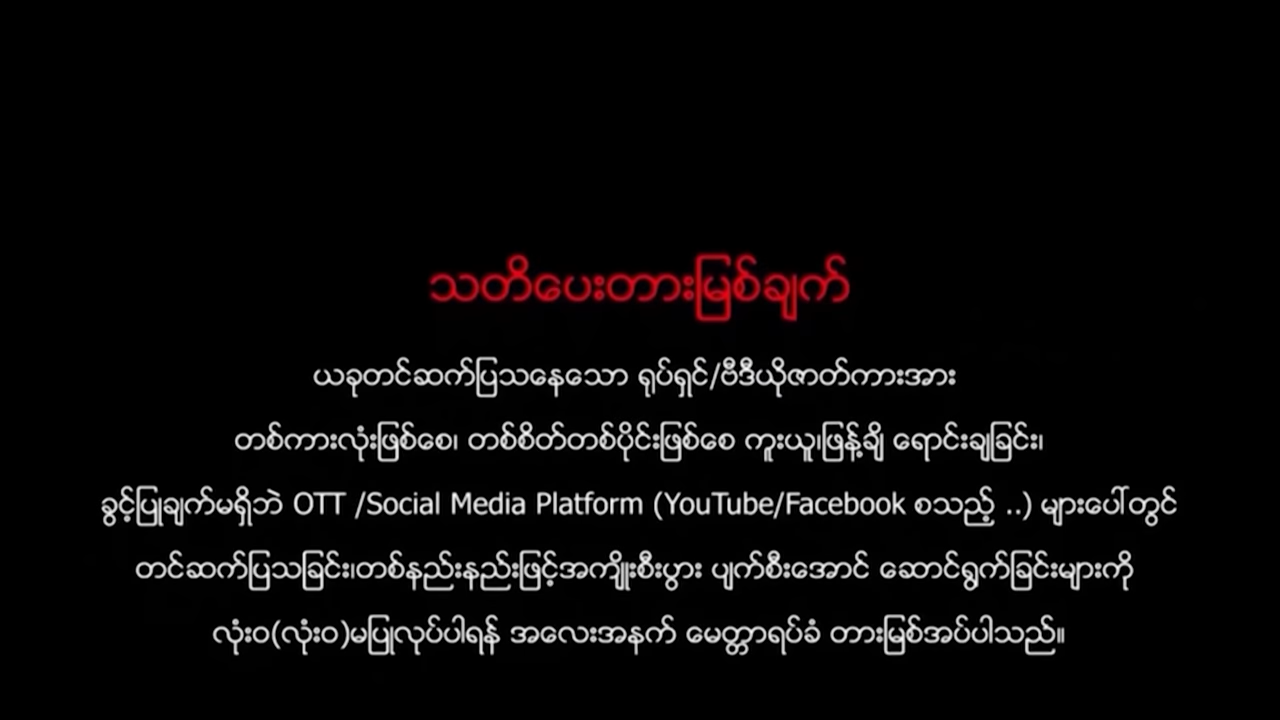 သတိပေးတားမြစ်ချက်
ယခုတင်ဆက်ပြသနေသော ရုပ်ရှင်/ဗီဒီယိုဇာတ်ကားအား
တစ်ကားလုံးဖြစ်စေ၊ တစ်စိတ်တစ်ပိုင်းဖြစ်စေ ကူးယူ၊ဖြန့်ချိ ရောင်းချခြင်း၊
ခွင့်ပြုချက်မရှိဘဲ OTT /Social Media Platform (YouTube/Facebook စသည့် ..) များပေါ်တွင်
တင်ဆက်ပြသခြင်း၊တစ်နည်းနည်းဖြင့်အကျိုးစီးပွား ပျက်စီးအောင် ဆောင်ရွက်ခြင်းများကို
လုံးဝ(လုံးဝ)မပြုလုပ်ပါရန် အလေးအနက် မေတ္တာရပ်ခံ တားမြစ်အပ်ပါသည်။